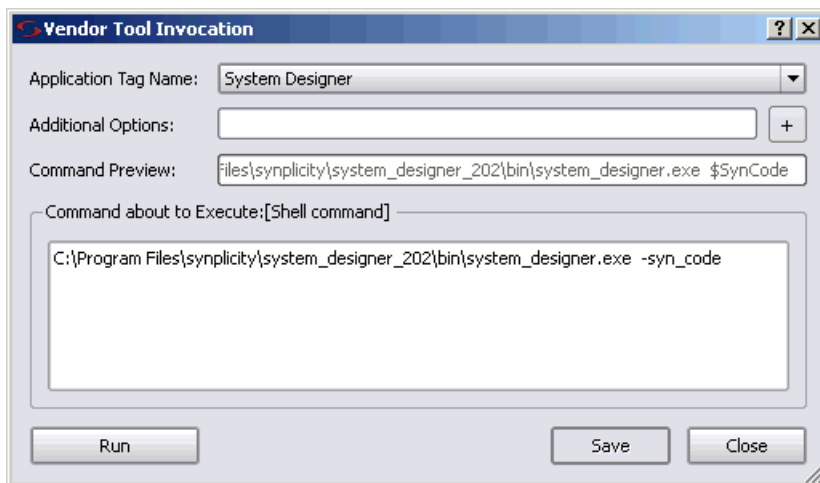 Vendor Tool Invocation
Application Tag Name: System Designer
Additional Options: +
Command Preview: Files\synplicity\system_designer_202\bin\system_designer.exe $SynCode
Command about to Execute:[Shell command]
C:\Program Files\synplicity\system_designer_202\bin\system_designer.exe -syn_code
Run Save Close